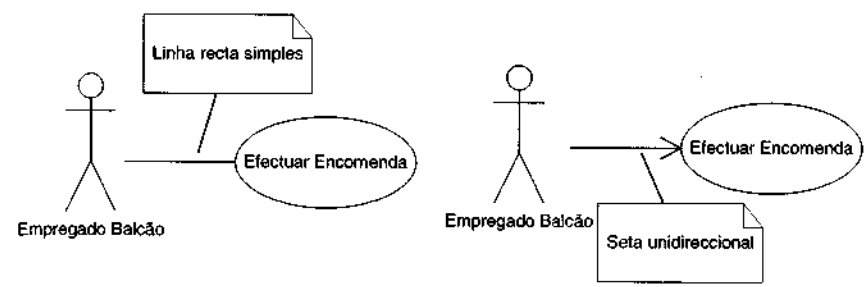 Linha recta simples
Efectuar Encomenda
Empregado Balcão
Efectuar Encomenda
Empregado Balcão
Seta unidireccional